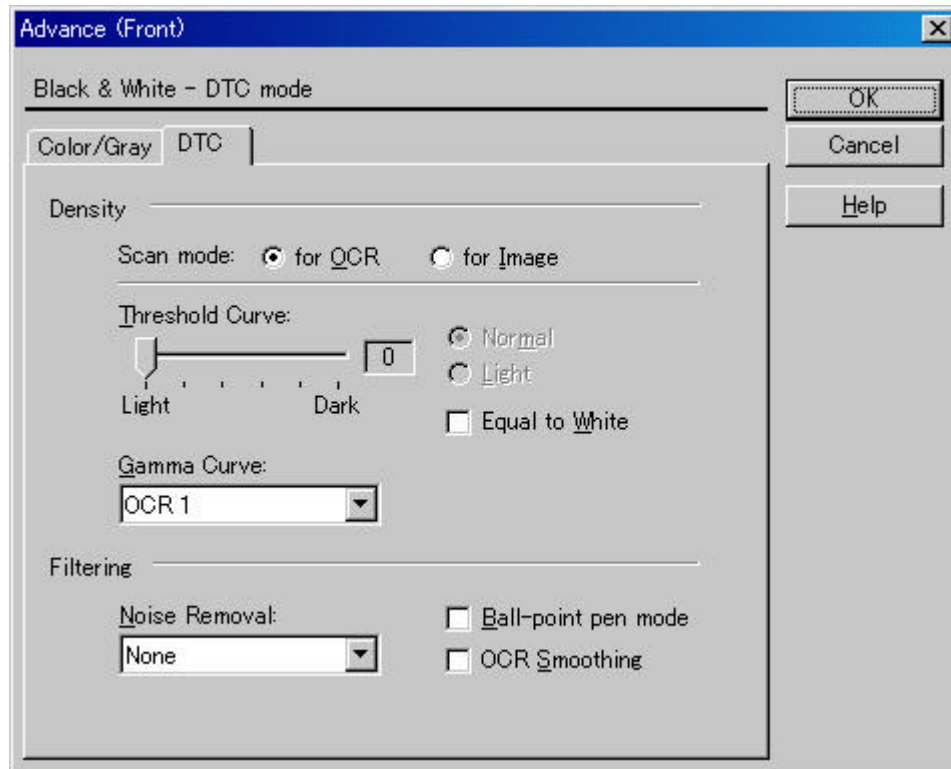 Advance (Front)
Black & White - DTC mode
OK
Color/Gray DTC
Cancel
Density
Help
Scan mode: for OCR for Image
Threshold Curve:
Normal
0
Light
Light Dark
Equal to White
Gamma Curve:
OCR 1
Filtering
Noise Removal:
Ball-point pen mode
None
OCR Smoothing